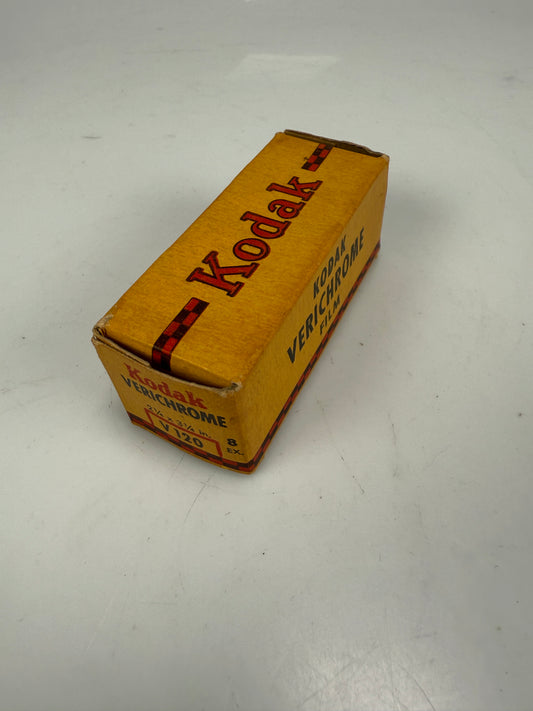 Kodak
KODAK
VERICHROME
FILM
Kodak
VERICHROME
2¼ x 3¼ in.
V 120
8
EX.